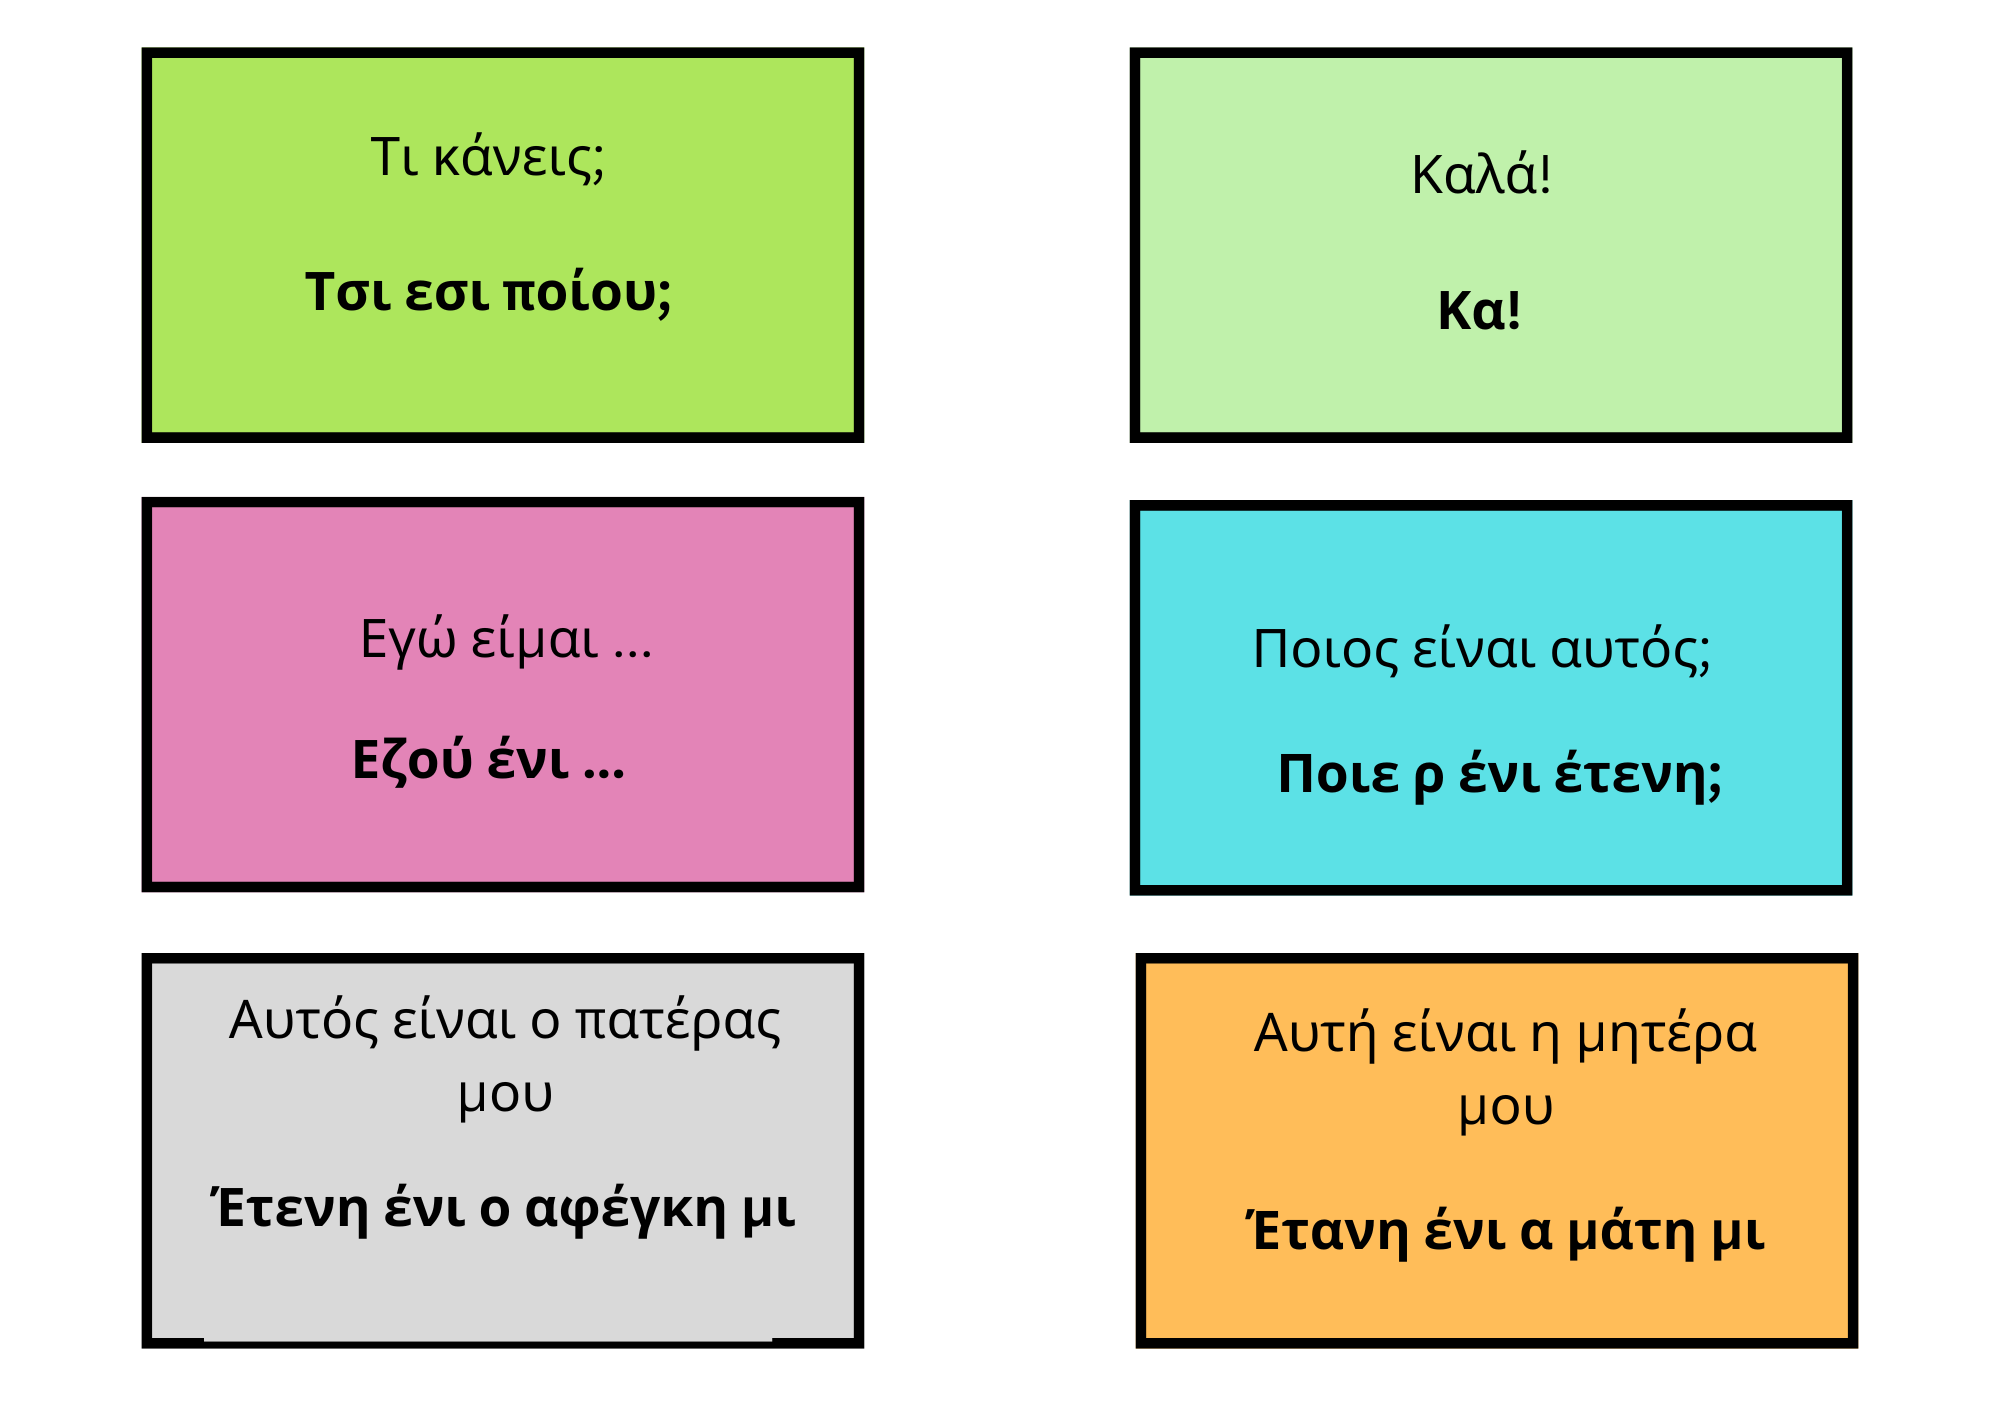 Τι κάνεις;
Τσι εσι ποίου;
Καλά!
Κα!
Εγώ είμαι ...
Εζού ένι ...
Ποιος είναι αυτός;
Ποιε ρ ένι έτενη;
Αυτός είναι ο πατέρας
μου
Έτενη ένι ο αφέγκη μι
Αυτή είναι η μητέρα
μου
Έτανη ένι α μάτη μι